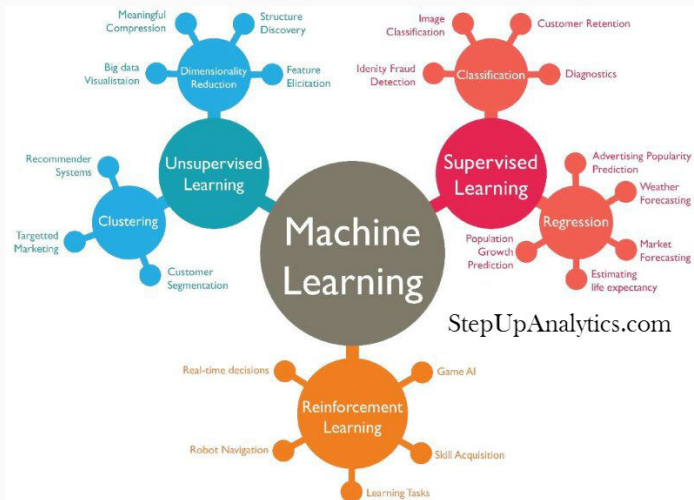 Meaningful
Compression
Structure
Discovery
Big data
Visualistaion
Dimensionality
Reduction
Feature
Elicitation
Image
Classification
Customer Retention
Idenity Fraud
Detection
Classification
Diagnostics
Unsupervised
Learning
Supervised
Learning
Recommender
Systems
Clustering
Targetted
Marketing
Customer
Segmentation
Advertising Popularity
Prediction
Weather
Forecasting
Regression
Population
Growth
Prediction
Market
Forecasting
Estimating
life expectancy
Machine
Learning
StepUpAnalytics.com
Real-time decisions
Game AI
Reinforcement
Learning
Robot Navigation
Skill Acquisition
Learning Tasks